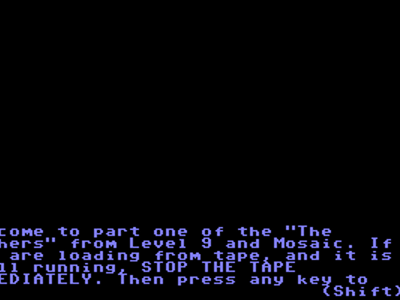 come to part one of the "The
hers" from Level 9 and Mosaic. If
are loading from tape, and it is
ll running, STOP THE TAPE
EDIATELY. Then press any key to
(Shift)